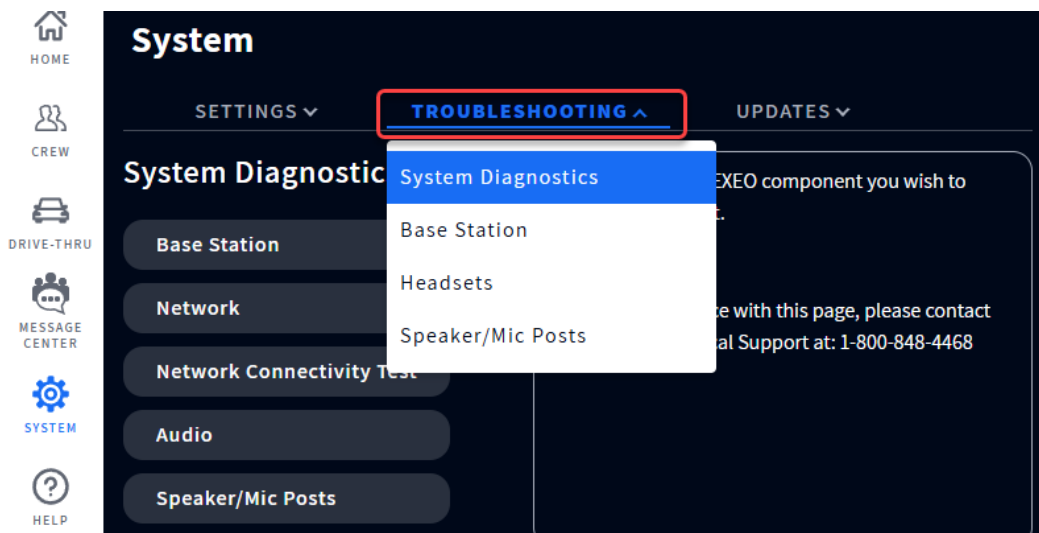 HOME
CREW
DRIVE-THRU
MESSAGE
CENTER
SYSTEM
HELP
System
SETTINGS
TROUBLESHOOTING
UPDATES
System Diagnostic
Base Station
Network
Network Connectivity Test
Audio
Speaker/Mic Posts
System Diagnostics
Base Station
Headsets
Speaker/Mic Posts
EXEO component you wish to
with this page, please contact
Support at: 1-800-848-4468